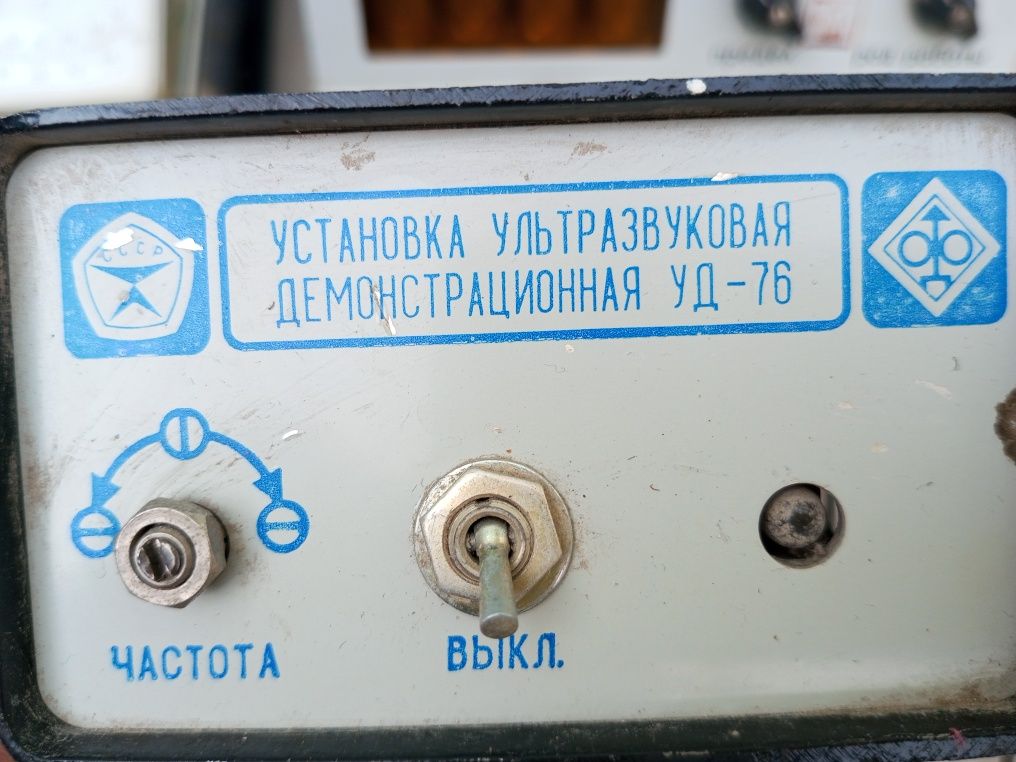 СССР
УСТАНОВКА УЛЬТРАЗВУКОВАЯ
ДЕМОНСТРАЦИОННАЯ УД-76
ЧАСТОТА
ВЫКЛ.